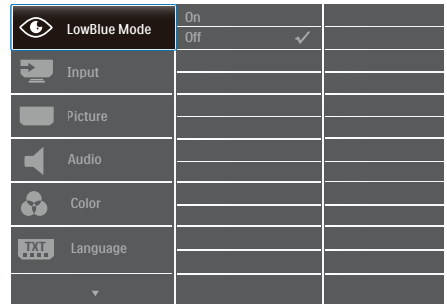 LowBlue Mode
On
Off
Input
Picture
Audio
Color
TXT
Language